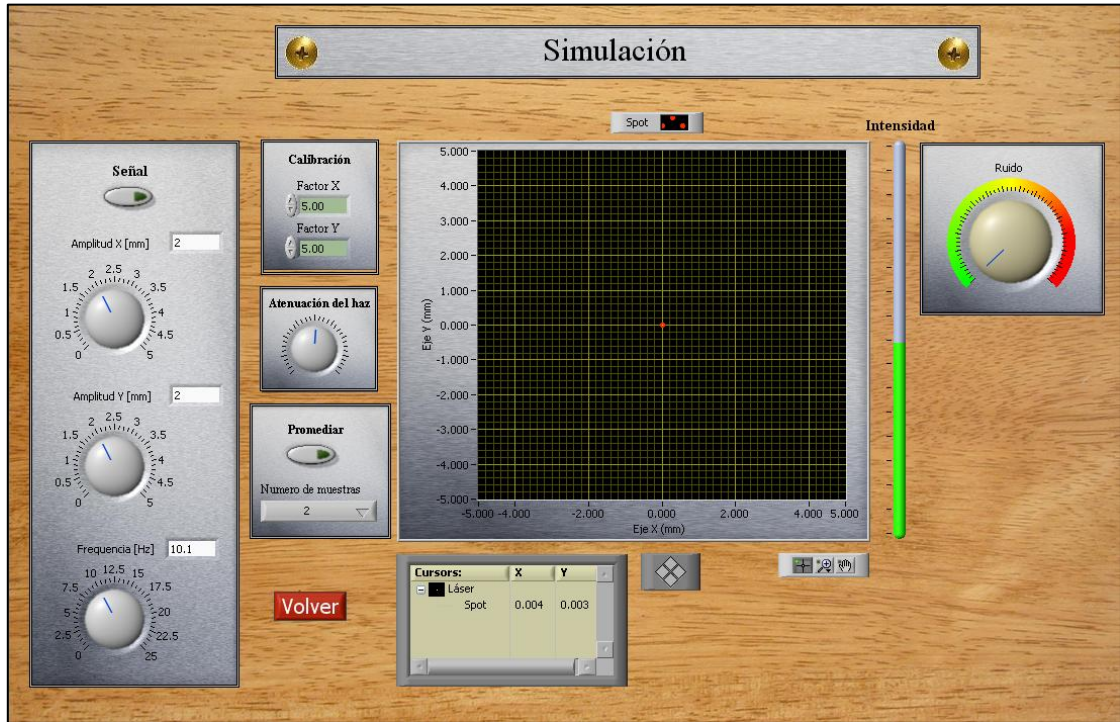 Simulación
Spot
Intensidad
Señal
Amplitud X [mm] 2
0 0.5 1 1.5 2 2.5 3 3.5 4 4.5 5
Amplitud Y [mm] 2
0 0.5 1 1.5 2 2.5 3 3.5 4 4.5 5
Frequencia [Hz] 10.1
0 2.5 5 7.5 10 12.5 15 17.5 20 22.5 25
Calibración
Factor X
5.00
Factor Y
5.00
Atenuación del haz
Promediar
Numero de muestras
2
Volver
Eje Y (mm)
5.000
4.000
3.000
2.000
1.000
0.000
-1.000
-2.000
-3.000
-4.000
-5.000
-5.000 -4.000 -2.000 0.000 2.000 4.000 5.000
Eje X (mm)
Cursors: X Y
Láser
Spot 0.004 0.003
Ruido